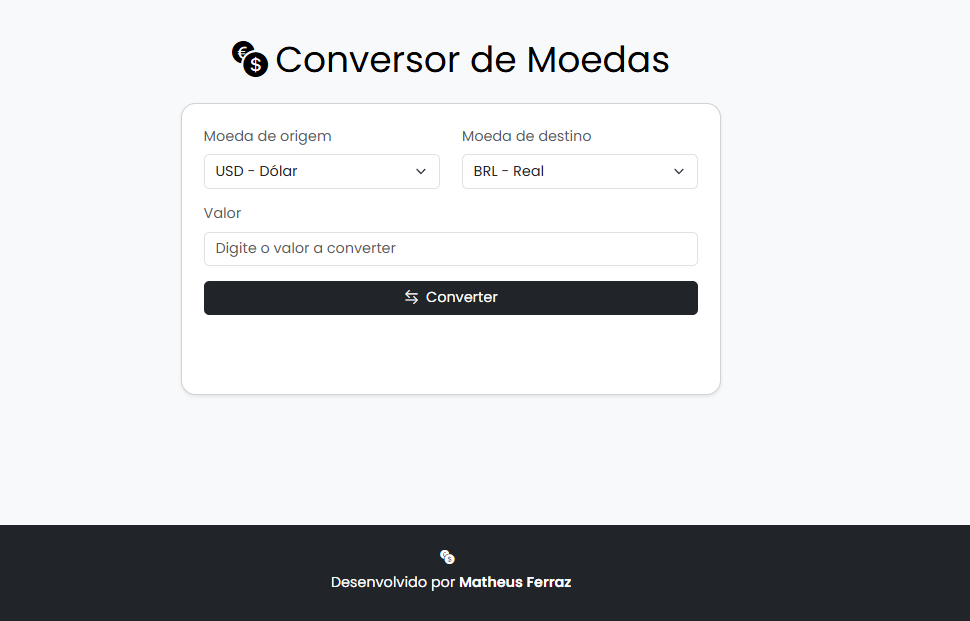 Conversor de Moedas
Moeda de origem
Moeda de destino
USD - Dólar
BRL - Real
Valor
Digite o valor a converter
Converter
Desenvolvido por Matheus Ferraz